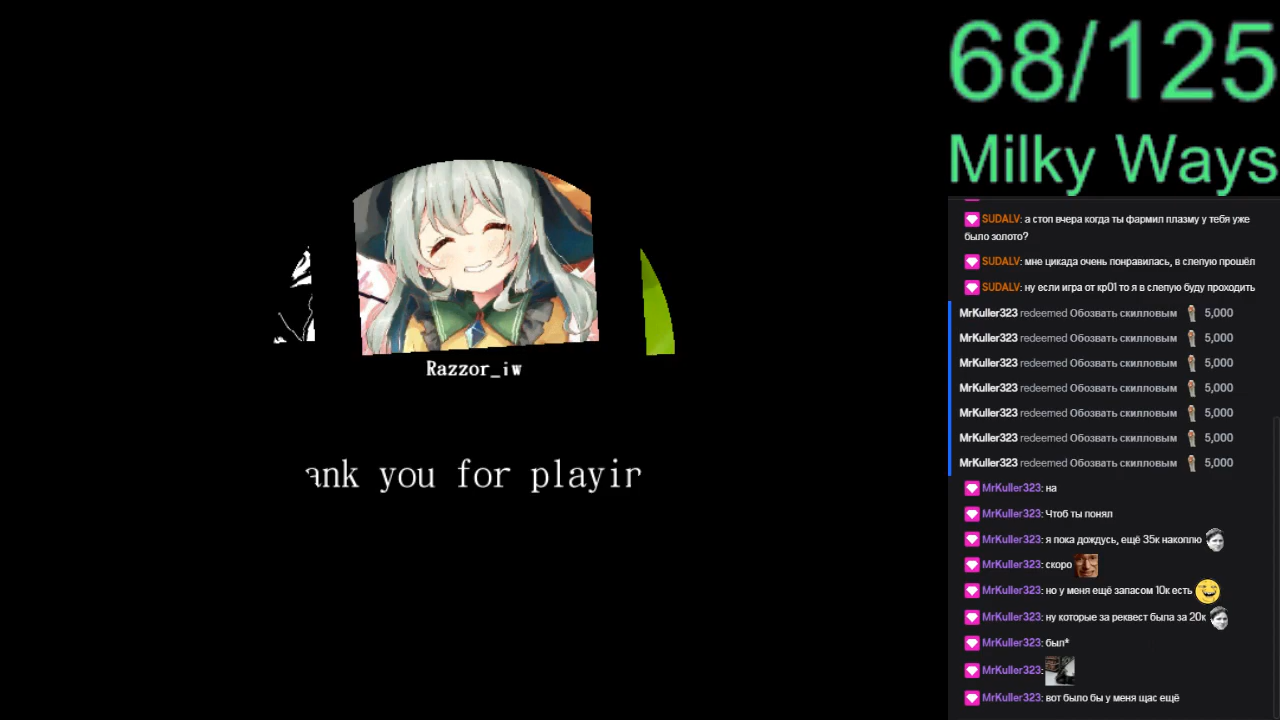 68/125
Milky Ways
SUDALV: а стоп вчера когда ты фармил плазму у тебя уже
было золото?
SUDALV: мне цикада очень понравилась, в слепую прошёл
SUDALV: ну если игра от кр01 то я в слепую буду проходить
MrKuller323 redeemed Обозвать скилловым 5,000
MrKuller323 redeemed Обозвать скилловым 5,000
MrKuller323 redeemed Обозвать скилловым 5,000
MrKuller323 redeemed Обозвать скилловым 5,000
MrKuller323 redeemed Обозвать скилловым 5,000
MrKuller323 redeemed Обозвать скилловым 5,000
MrKuller323 redeemed Обозвать скилловым 5,000
MrKuller323: на
MrKuller323: Чтоб ты понял
MrKuller323: я пока дождусь, ещё 35к накоплю
MrKuller323: скоро
MrKuller323: но у меня ещё запасом 10к есть
MrKuller323: ну которые за реквест была за 20к
MrKuller323: был*
MrKuller323:
MrKuller323: вот было бы у меня щас ещё
Razzor_iw
ank you for playin